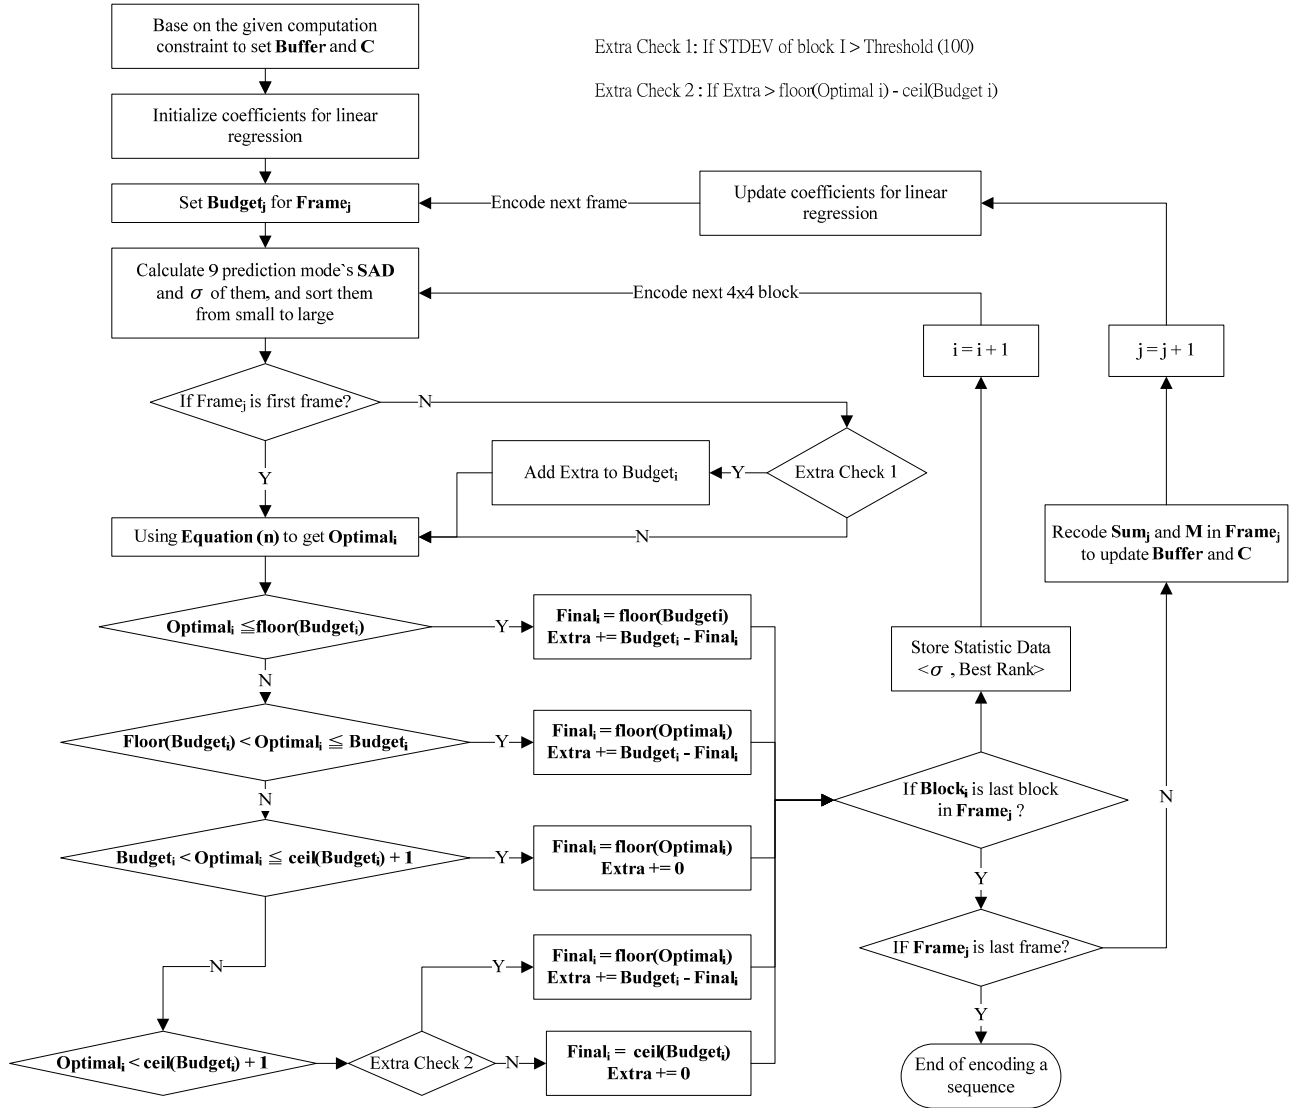 Base on the given computation
constraint to set Buffer and C
Extra Check 1: If STDEV of block I > Threshold (100)
Extra Check 2 : If Extra > floor(Optimal i) - ceil(Budget i)
Initialize coefficients for linear
regression
Set Budgetj for Framej
Encode next frame
Update coefficients for linear
regression
Calculate 9 prediction mode`s SAD
and σ of them, and sort them
from small to large
Encode next 4x4 block
i = i + 1
j = j + 1
If Framej is first frame?
N
Y
Add Extra to Budgeti
Y
Extra Check 1
Using Equation (n) to get Optimali
N
Recode Sumj and M in Framej
to update Buffer and C
Optimali ≦floor(Budgeti)
Y
Finali = floor(Budgeti)
Extra += Budgeti - Finali
N
Store Statistic Data
<σ , Best Rank>
Floor(Budgeti) < Optimali ≦ Budgeti
Y
Finali = floor(Optimali)
Extra += Budgeti - Finali
N
If Blocki is last block
in Framej ?
N
Budgeti < Optimali ≦ ceil(Budgeti) + 1
Y
Finali = floor(Optimali)
Extra += 0
Y
N
IF Framej is last frame?
Y
Finali = floor(Optimali)
Extra += Budgeti - Finali
Y
Optimali < ceil(Budgeti) + 1
Extra Check 2
N
Finali = ceil(Budgeti)
Extra += 0
End of encoding a
sequence